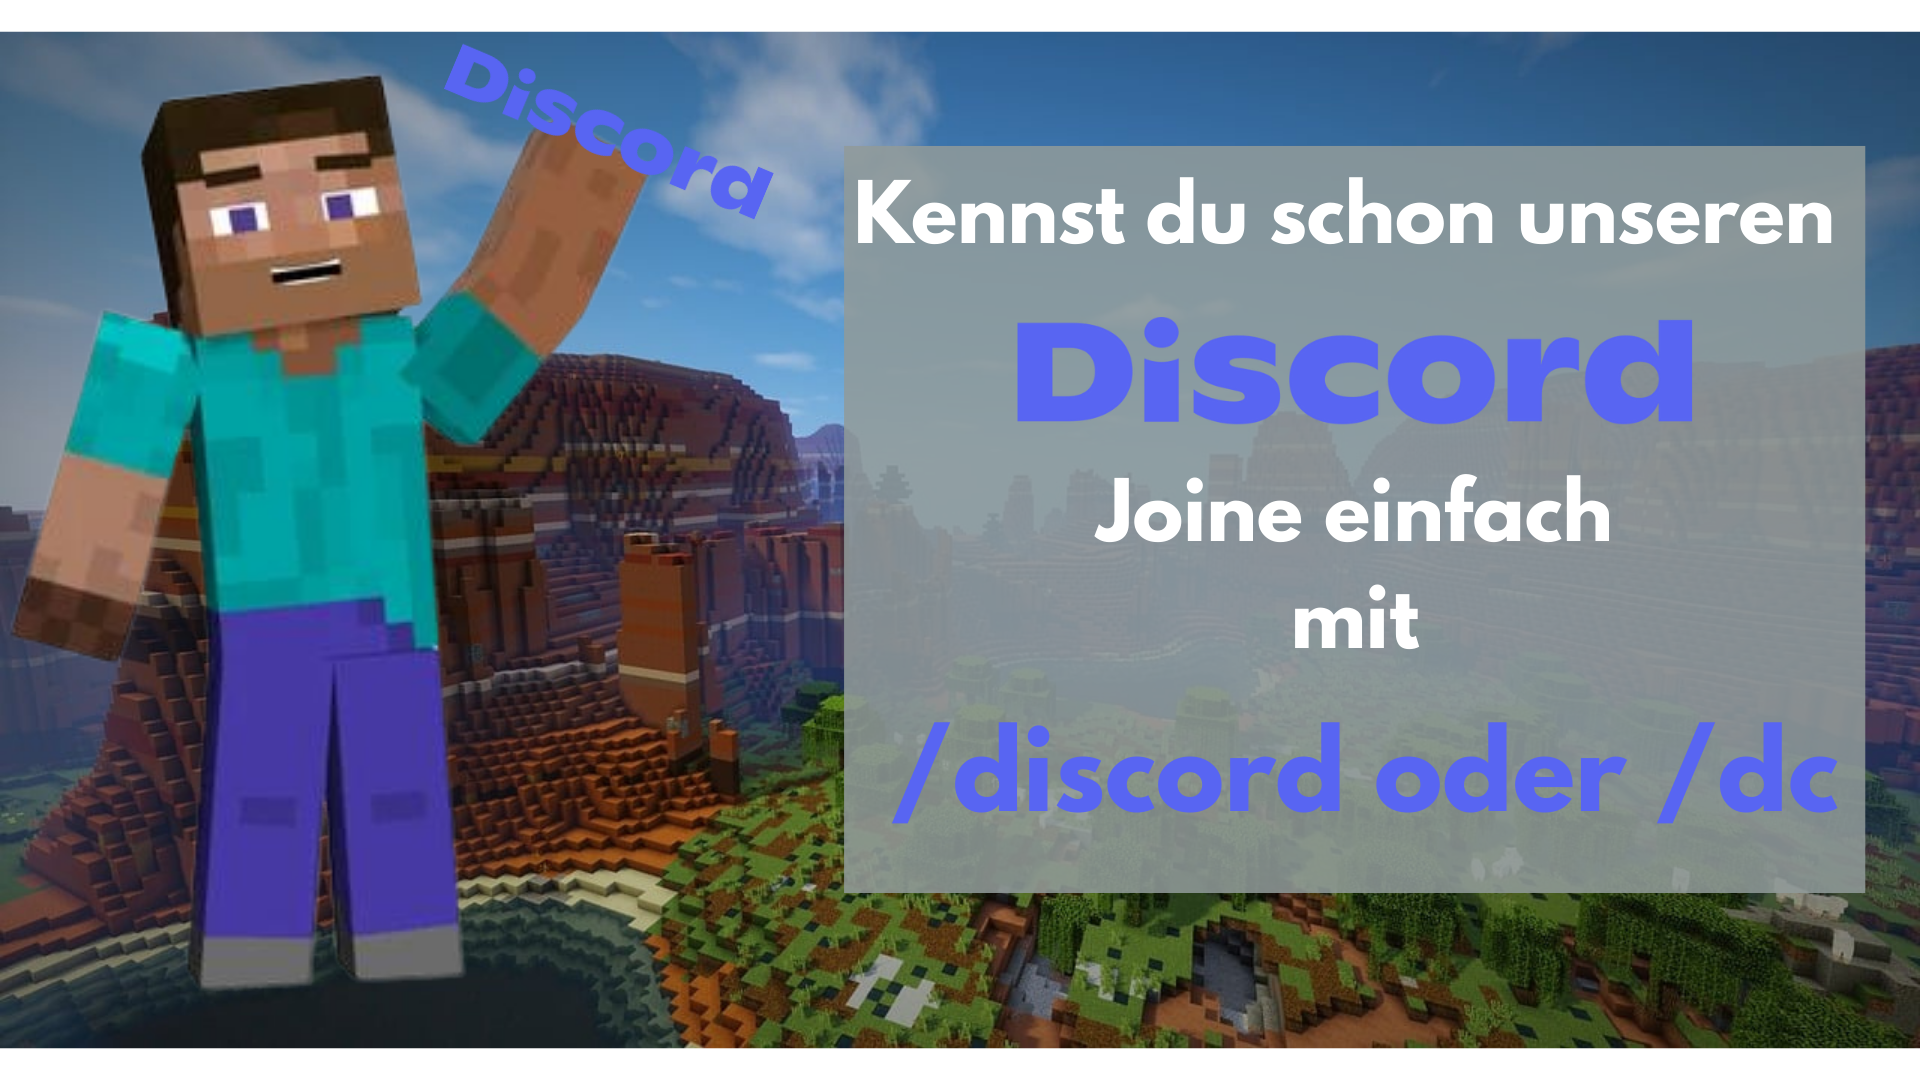 Discord
Kennst du schon unseren
Discord
Joine einfach
mit
/discord oder /dc